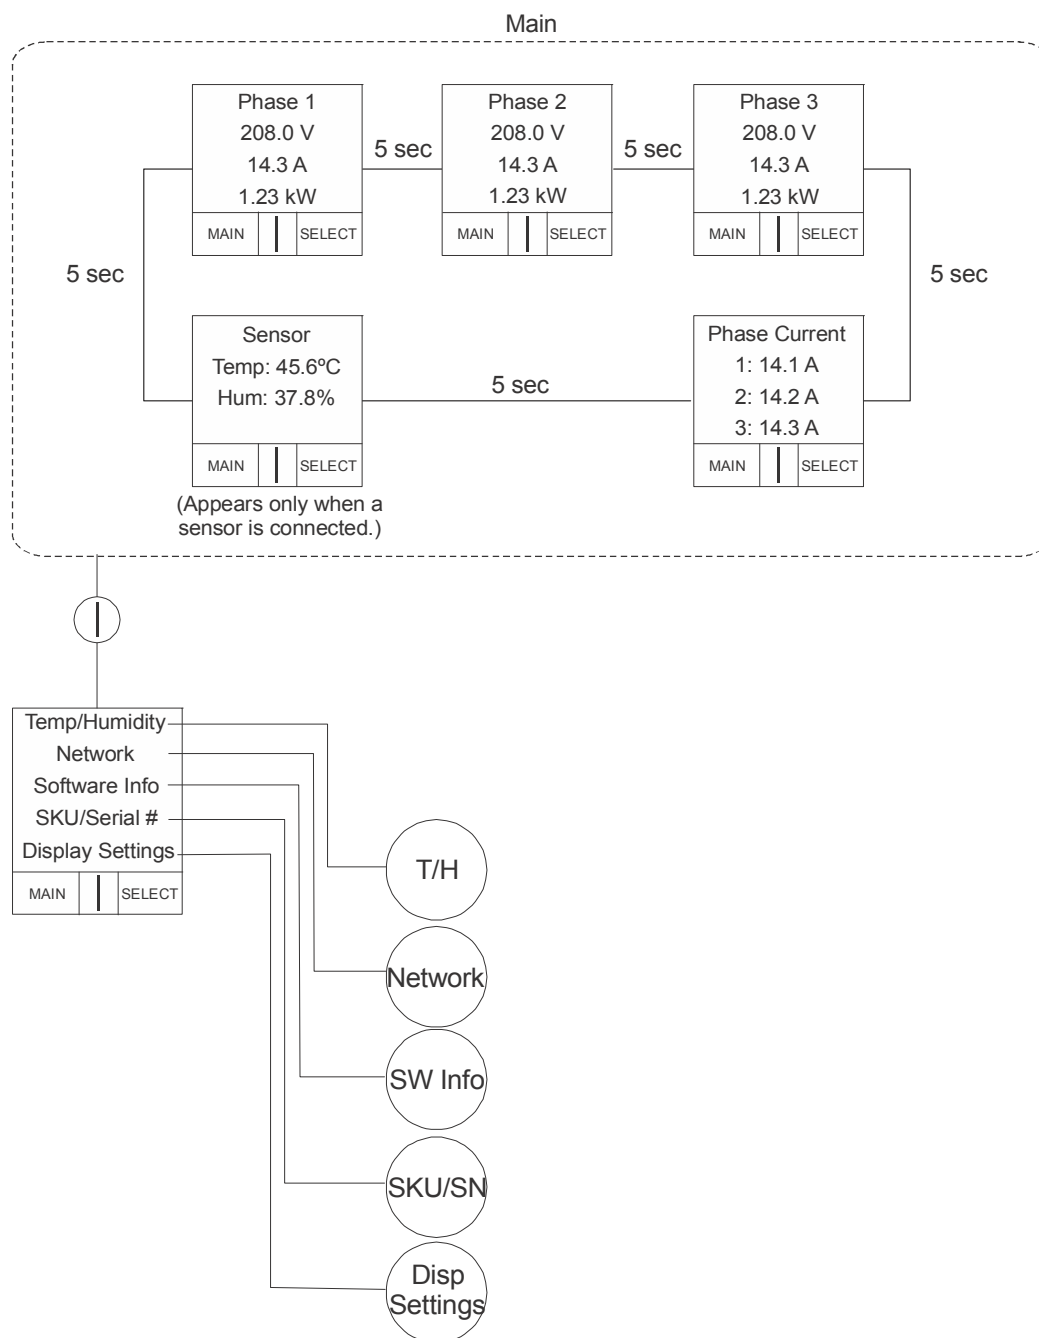 Main
Phase 1
208.0 V
14.3 A
1.23 kW
MAIN
SELECT
5 sec
Phase 2
208.0 V
14.3 A
1.23 kW
MAIN
SELECT
5 sec
Phase 3
208.0 V
14.3 A
1.23 kW
MAIN
SELECT
5 sec
5 sec
Sensor
Temp: 45.6ºC
Hum: 37.8%
MAIN
SELECT
(Appears only when a
sensor is connected.)
5 sec
Phase Current
1: 14.1 A
2: 14.2 A
3: 14.3 A
MAIN
SELECT
Temp/Humidity
Network
Software Info
SKU/Serial #
Display Settings
MAIN
SELECT
T/H
Network
SW Info
SKU/SN
Disp
Settings